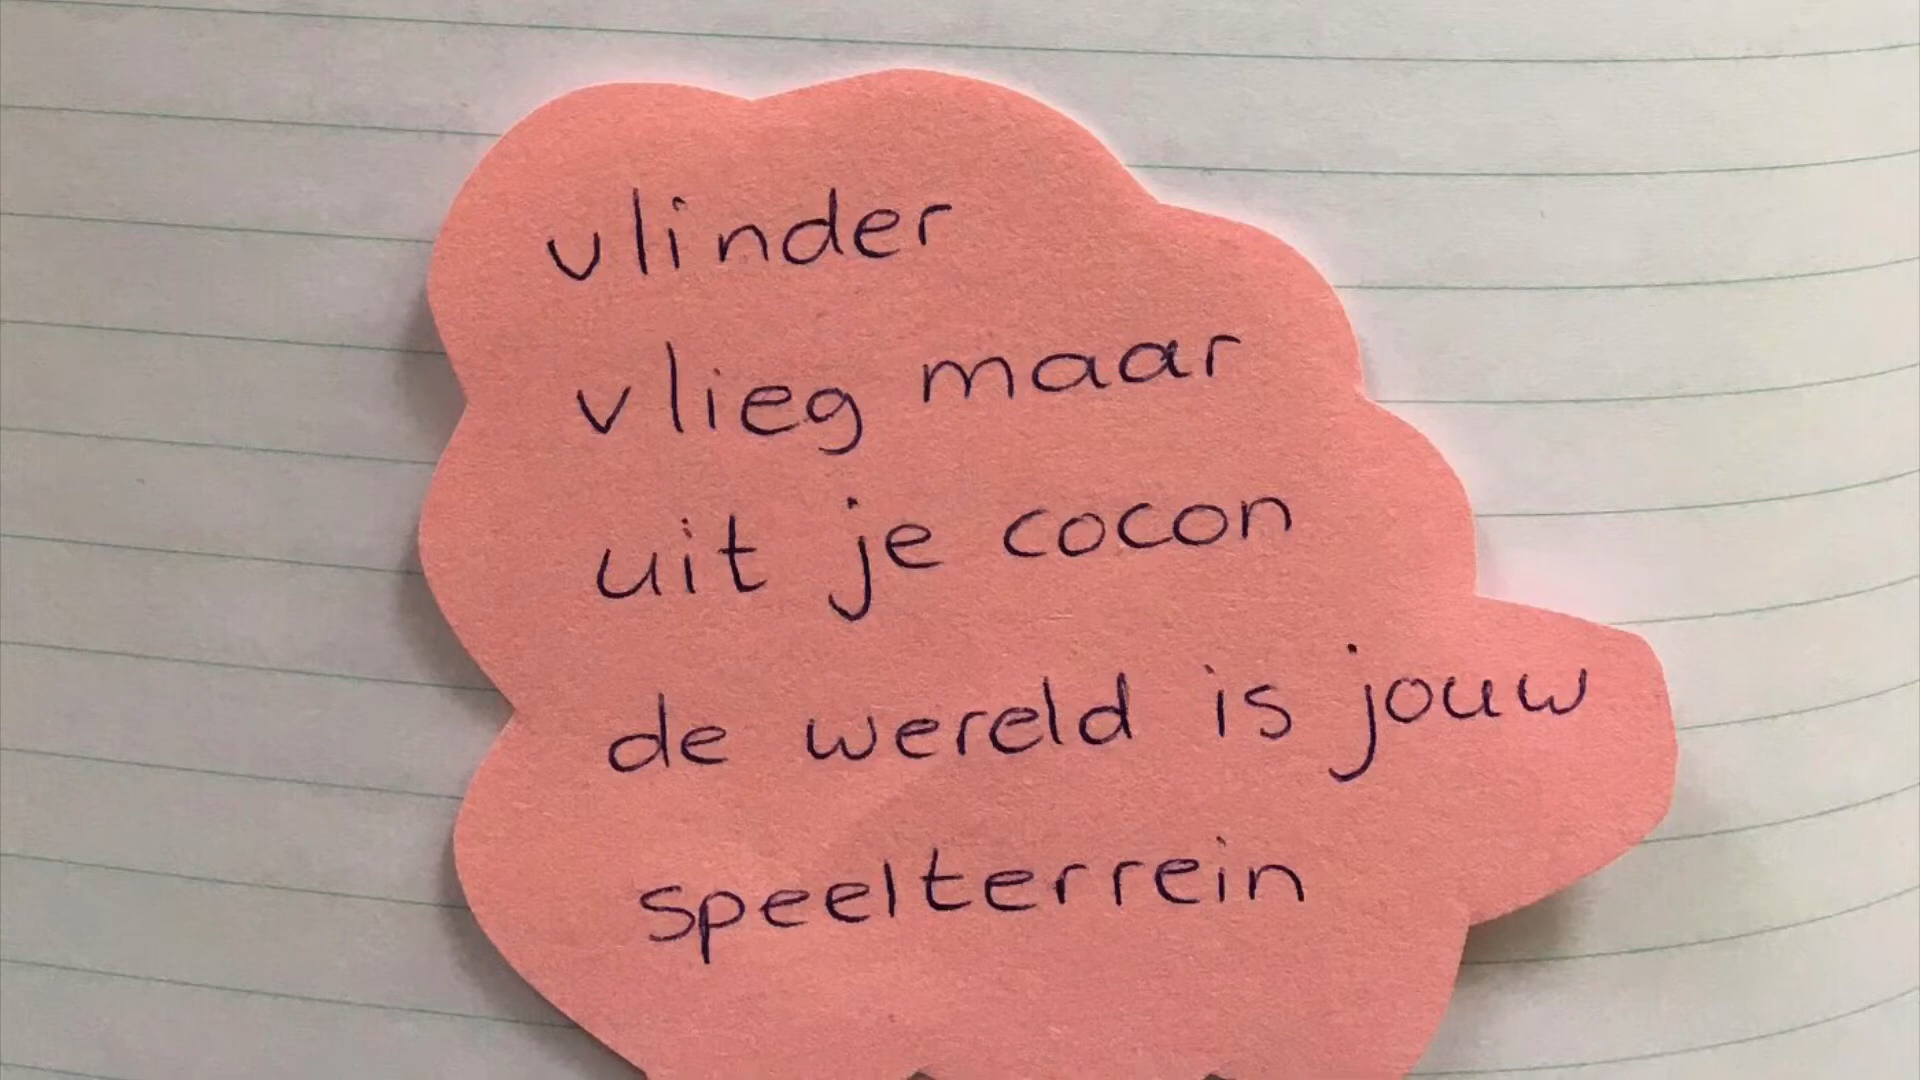 vlinder
vlieg maar
uit je cocon
de wereld is jouw
speelterrein